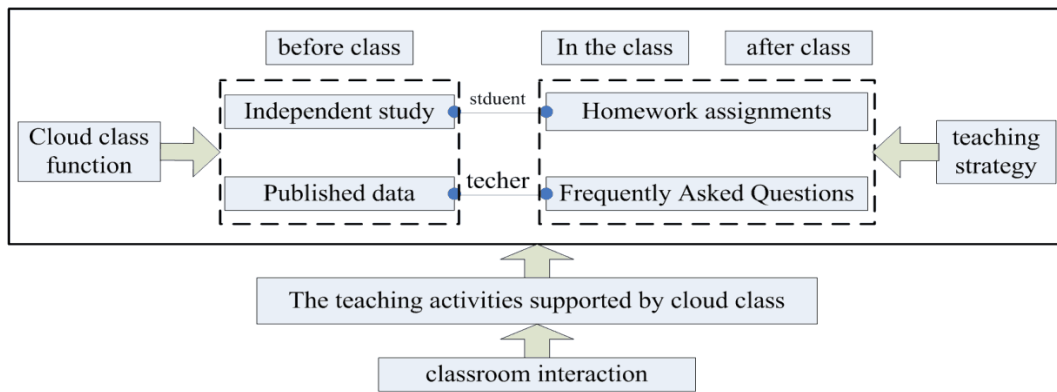 before class
In the class
after class
Independent study
stduent
Homework assignments
Cloud class
function
teaching
strategy
Published data
techer
Frequently Asked Questions
The teaching activities supported by cloud class
classroom interaction